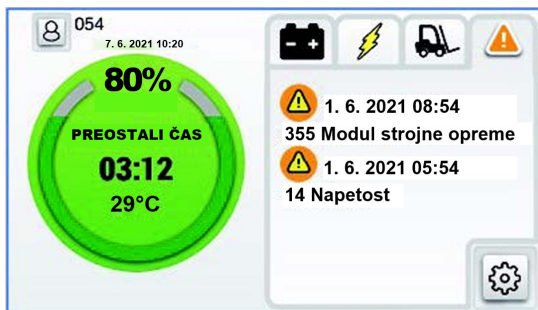 054
7. 6. 2021 10:20
80%
PREOSTALI ČAS
03:12
29°C
1. 6. 2021 08:54
355 Modul strojne opreme
1. 6. 2021 05:54
14 Napetost